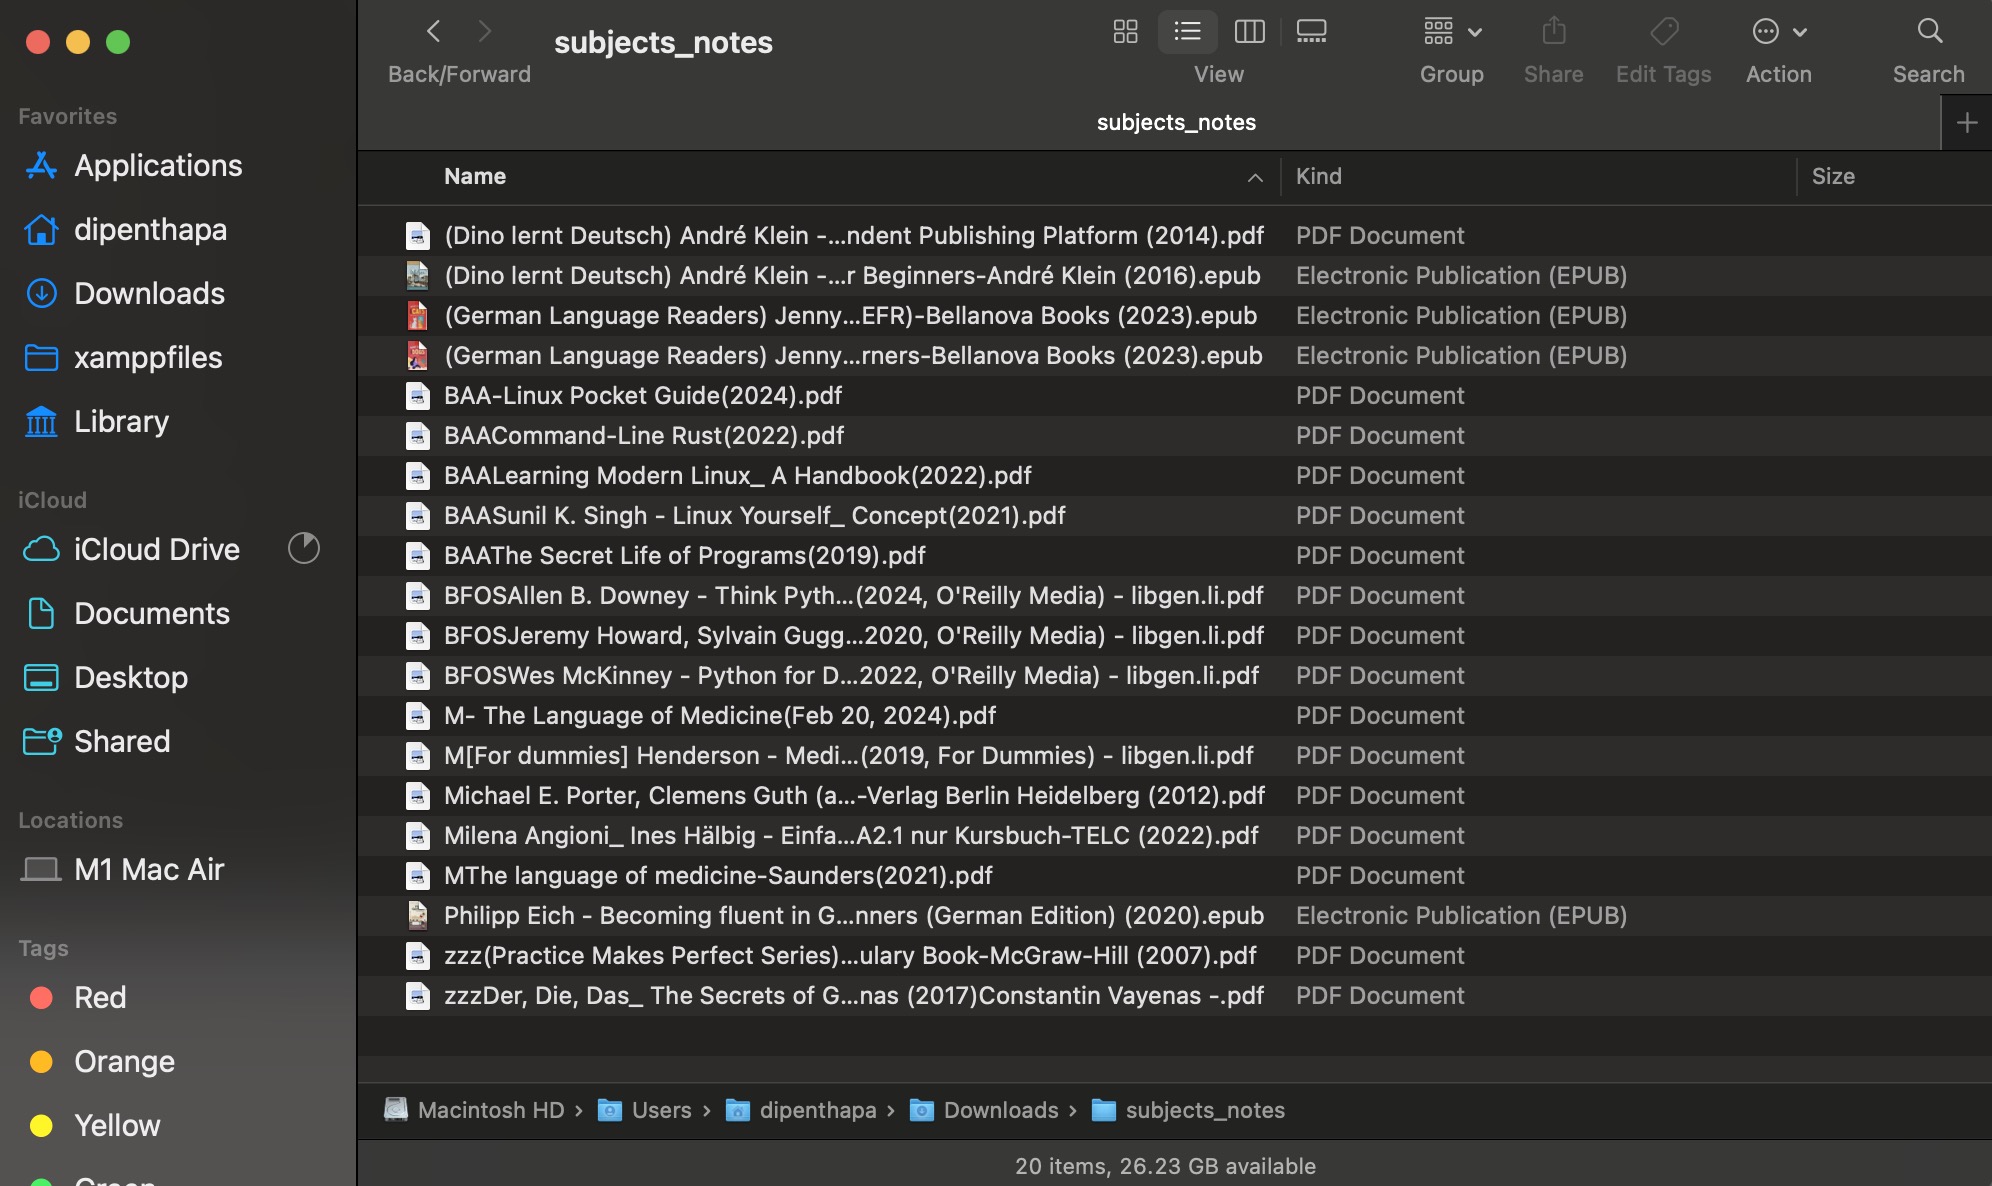 subjects_notes
Back/Forward
View
Group
Share
Edit Tags
Action
Search
subjects_notes
Favorites
Applications
dipenthapa
Downloads
xamppfiles
Library
iCloud
iCloud Drive
Documents
Desktop
Shared
Locations
M1 Mac Air
Tags
Red
Orange
Yellow
Green
Name Kind Size
(Dino lernt Deutsch) André Klein -...ndent Publishing Platform (2014).pdf PDF Document
(Dino lernt Deutsch) André Klein -...r Beginners-André Klein (2016).epub Electronic Publication (EPUB)
(German Language Readers) Jenny...EFR)-Bellanova Books (2023).epub Electronic Publication (EPUB)
(German Language Readers) Jenny...rners-Bellanova Books (2023).epub Electronic Publication (EPUB)
BAA-Linux Pocket Guide(2024).pdf PDF Document
BAACommand-Line Rust(2022).pdf PDF Document
BAALearning Modern Linux_ A Handbook(2022).pdf PDF Document
BAASunil K. Singh - Linux Yourself_ Concept(2021).pdf PDF Document
BAAThe Secret Life of Programs(2019).pdf PDF Document
BFOSAllen B. Downey - Think Pyth...(2024, O'Reilly Media) - libgen.li.pdf PDF Document
BFOSJeremy Howard, Sylvain Gugg...2020, O'Reilly Media) - libgen.li.pdf PDF Document
BFOSWes McKinney - Python for D...2022, O'Reilly Media) - libgen.li.pdf PDF Document
M- The Language of Medicine(Feb 20, 2024).pdf PDF Document
M[For dummies] Henderson - Medi...(2019, For Dummies) - libgen.li.pdf PDF Document
Michael E. Porter, Clemens Guth (a...-Verlag Berlin Heidelberg (2012).pdf PDF Document
Milena Angioni_ Ines Hälbig - Einfa...A2.1 nur Kursbuch-TELC (2022).pdf PDF Document
MThe language of medicine-Saunders(2021).pdf PDF Document
Philipp Eich - Becoming fluent in G...nners (German Edition) (2020).epub Electronic Publication (EPUB)
zzz(Practice Makes Perfect Series)...ulary Book-McGraw-Hill (2007).pdf PDF Document
zzzDer, Die, Das_ The Secrets of G...nas (2017)Constantin Vayenas -.pdf PDF Document
Macintosh HD › Users › dipenthapa › Downloads › subjects_notes
20 items, 26.23 GB available